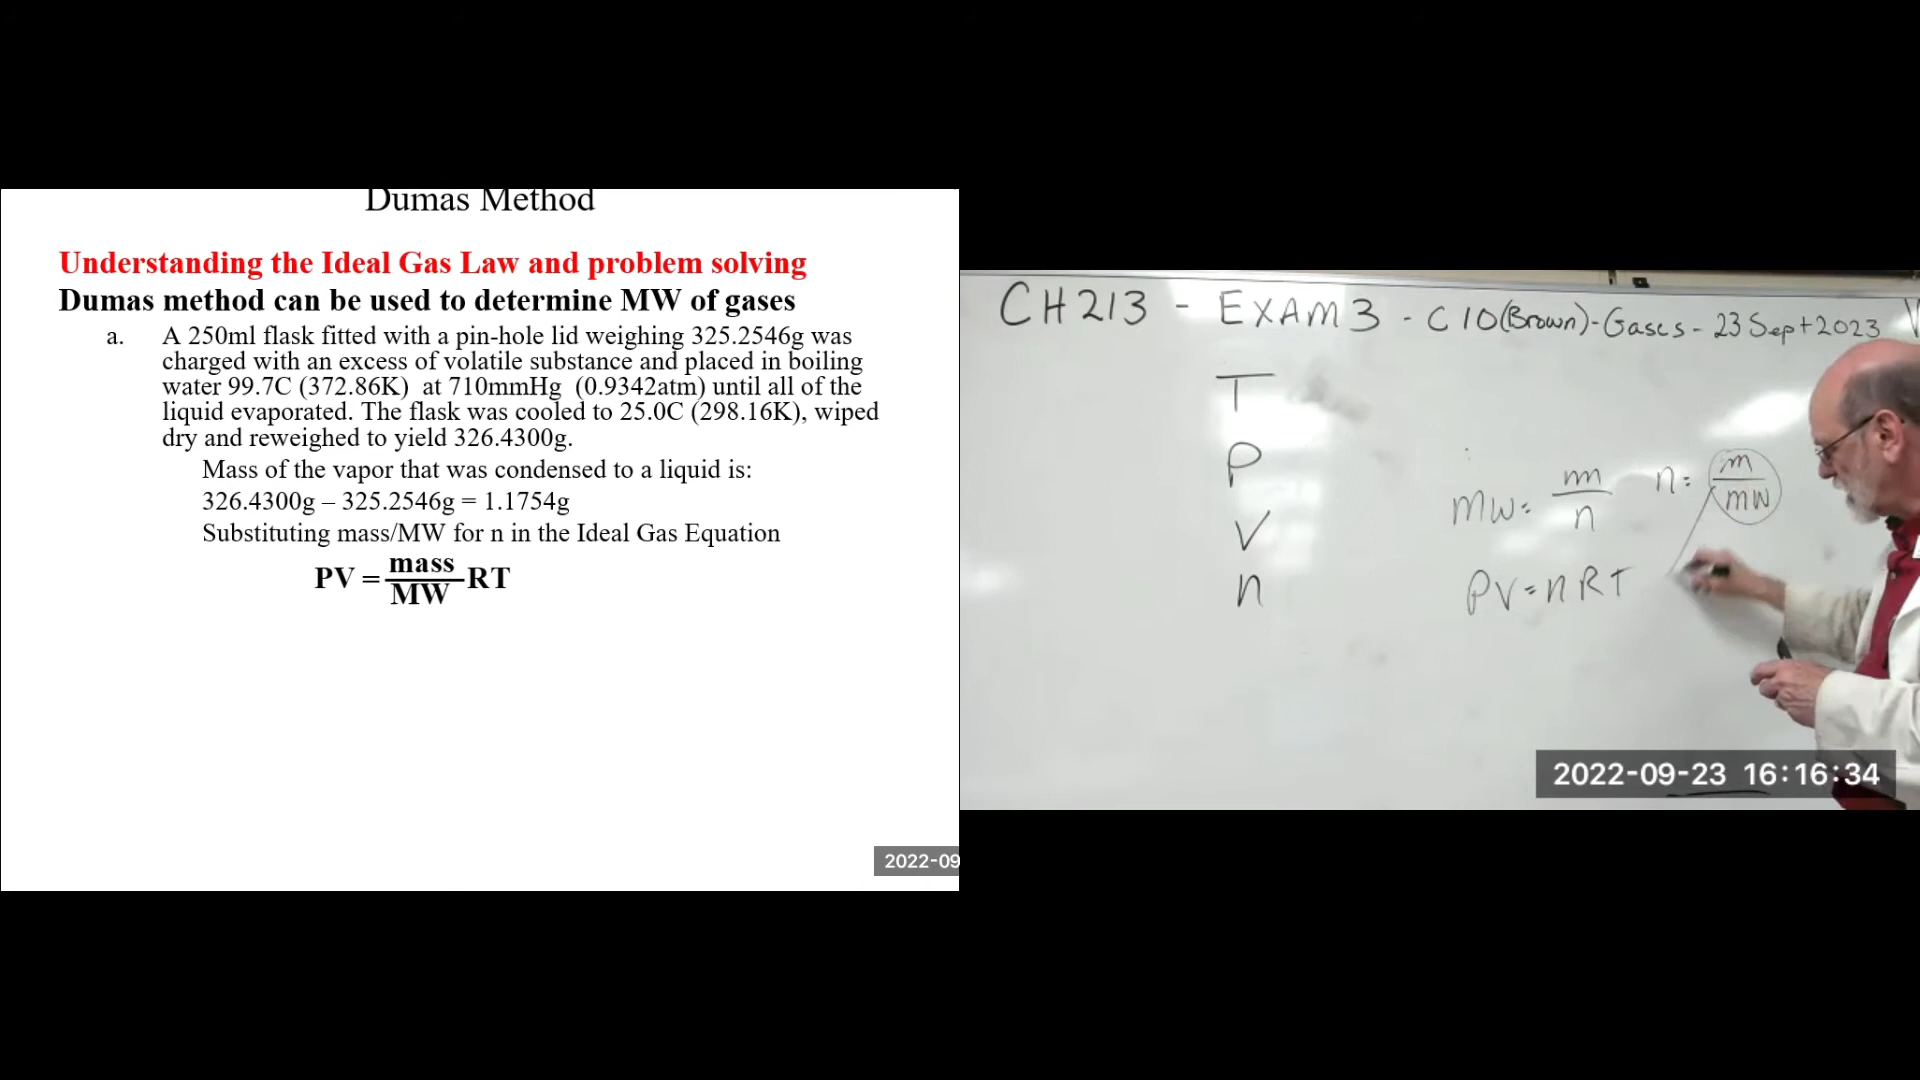 Dumas Method
Understanding the Ideal Gas Law and problem solving
Dumas method can be used to determine MW of gases
a. A 250ml flask fitted with a pin-hole lid weighing 325.2546g was
charged with an excess of volatile substance and placed in boiling
water 99.7C (372.86K) at 710mmHg (0.9342atm) until all of the
liquid evaporated. The flask was cooled to 25.0C (298.16K), wiped
dry and reweighed to yield 326.4300g.
Mass of the vapor that was condensed to a liquid is:
326.4300g – 325.2546g = 1.1754g
Substituting mass/MW for n in the Ideal Gas Equation
PV = mass/MW RT
2022-09
CH213 - EXAM3 - C10(Brown)-Gases - 23Sept2023
T
P
V
n
MW= m/n n= m/MW
PV=nRT
2022-09-23 16:16:34